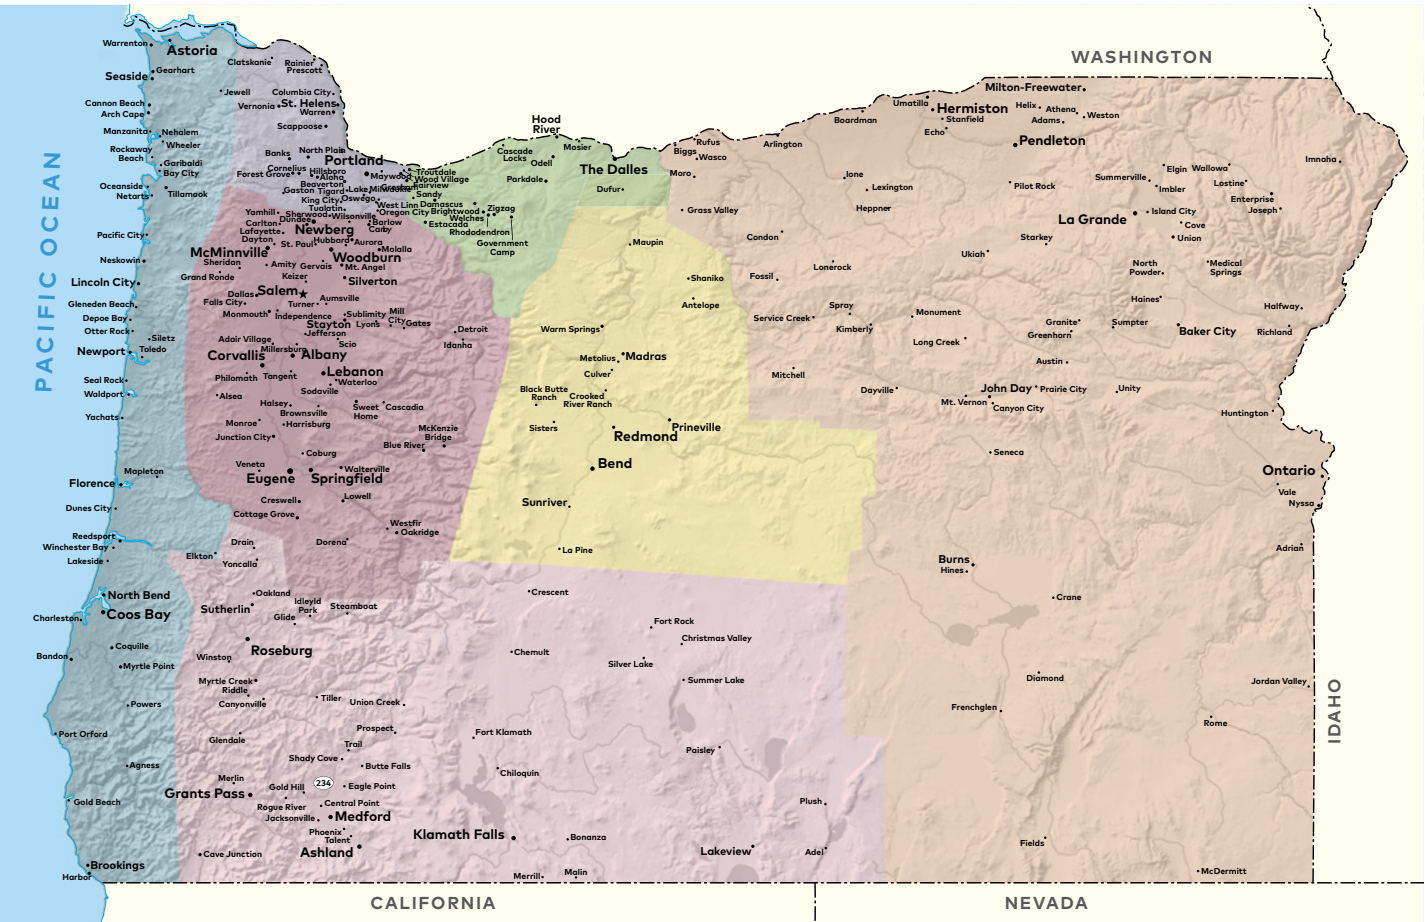 WASHINGTON
PACIFIC OCEAN
IDAHO
CALIFORNIA
NEVADA
Warrenton
Astoria
Gearhart
Seaside
Jewell
Cannon Beach
Arch Cape
Manzanita
Nehalem
Wheeler
Rockaway
Beach
Garibaldi
Bay City
Oceanside
Netarts
Tillamook
Pacific City
Neskowin
Lincoln City
Gleneden Beach
Depoe Bay
Otter Rock
Siletz
Newport
Toledo
Seal Rock
Waldport
Yachats
Mapleton
Florence
Dunes City
Reedsport
Winchester Bay
Lakeside
North Bend
Coos Bay
Charleston
Coquille
Bandon
Myrtle Point
Powers
Port Orford
Agness
Gold Beach
Brookings
Harbor
Clatskanie
Rainier
Prescott
Columbia City
Vernonia
St. Helens
Warren
Scappoose
Banks
North Plain
Portland
Cornelius
Hillsboro
Forest Grove
Aloha
Maywood
Troutdale
Wood Village
Fairview
Gresham
Beaverton
Gaston
Tigard
Lake
Oswego
Milwaukie
Sandy
King City
Tualatin
West Linn
Damascus
Sherwood
Wilsonville
Oregon City
Brightwood
Zigzag
Welches
Rhododendron
Government
Camp
Estacada
Barlow
Canby
Cascade
Locks
Hood
River
Mosier
Odell
Parkdale
The Dalles
Dufur
Yamhill
Carlton
Dundee
Lafayette
Newberg
Dayton
St. Paul
Hubbard
Aurora
Molalla
McMinnville
Woodburn
Sheridan
Amity
Gervais
Mt. Angel
Grand Ronde
Keizer
Silverton
Dallas
Salem
Falls City
Turner
Aumsville
Monmouth
Independence
Sublimity
Mill
City
Lyons
Gates
Stayton
Jefferson
Detroit
Idanha
Adair Village
Scio
Millersburg
Corvallis
Albany
Lebanon
Philomath
Tangent
Waterloo
Sodaville
Alsea
Halsey
Sweet
Home
Cascadia
Brownsville
Monroe
Harrisburg
McKenzie
Bridge
Junction City
Blue River
Coburg
Veneta
Walterville
Eugene
Springfield
Creswell
Lowell
Cottage Grove
Westfir
Oakridge
Dorena
Maupin
Shaniko
Antelope
Warm Springs
Metolius
Madras
Culver
Black Butte
Ranch
Crooked
River Ranch
Sisters
Redmond
Prineville
Bend
Sunriver
La Pine
Drain
Elkton
Yoncalla
Oakland
Idleyld
Park
Steamboat
Sutherlin
Glide
Roseburg
Winston
Myrtle Creek
Riddle
Canyonville
Tiller
Union Creek
Glendale
Prospect
Trail
Shady Cove
Butte Falls
Merlin
234
Gold Hill
Eagle Point
Grants Pass
Rogue River
Central Point
Jacksonville
Medford
Phoenix
Talent
Ashland
Cave Junction
Crescent
Fort Rock
Christmas Valley
Chemult
Silver Lake
Summer Lake
Fort Klamath
Paisley
Chiloquin
Plush
Klamath Falls
Bonanza
Lakeview
Adel
Merrill
Malin
Milton-Freewater
Umatilla
Hermiston
Helix
Athena
Boardman
Stanfield
Adams
Weston
Echo
Rufus
Biggs
Wasco
Arlington
Pendleton
Moro
Ione
Lexington
Pilot Rock
Elgin
Wallowa
Imnaha
Summerville
Imbler
Lostine
Enterprise
Joseph
Grass Valley
Heppner
La Grande
Island City
Cove
Condon
Starkey
Union
Ukiah
Lonerock
Fossil
North
Powder
Medical
Springs
Haines
Halfway
Spray
Service Creek
Monument
Kimberly
Granite
Greenhorn
Sumpter
Baker City
Richland
Long Creek
Austin
Mitchell
Dayville
John Day
Prairie City
Unity
Mt. Vernon
Canyon City
Huntington
Seneca
Ontario
Vale
Nyssa
Adrian
Burns
Hines
Crane
Diamond
Jordan Valley
Frenchglen
Rome
Fields
McDermitt